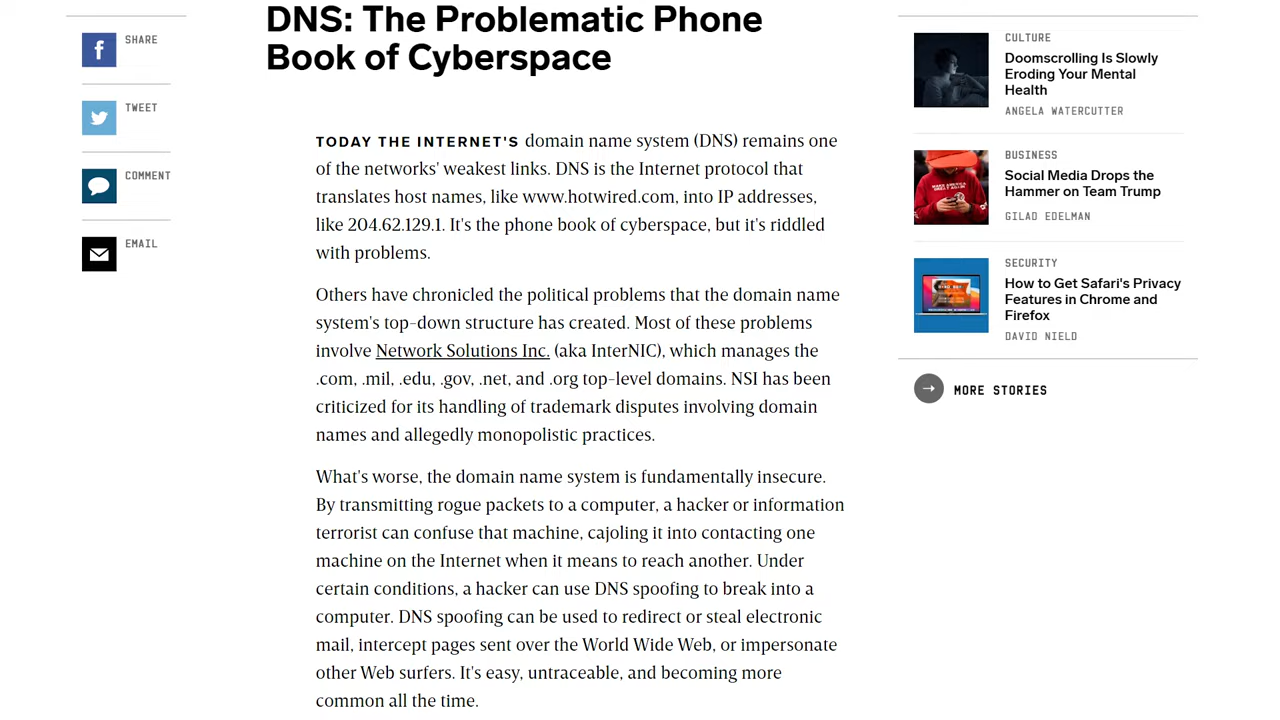 DNS: The Problematic Phone
Book of Cyberspace
SHARE
TWEET
COMMENT
EMAIL
TODAY THE INTERNET'S domain name system (DNS) remains one
of the networks' weakest links. DNS is the Internet protocol that
translates host names, like www.hotwired.com, into IP addresses,
like 204.62.129.1. It's the phone book of cyberspace, but it's riddled
with problems.
Others have chronicled the political problems that the domain name
system's top-down structure has created. Most of these problems
involve Network Solutions Inc. (aka InterNIC), which manages the
.com, .mil, .edu, .gov, .net, and .org top-level domains. NSI has been
criticized for its handling of trademark disputes involving domain
names and allegedly monopolistic practices.
What's worse, the domain name system is fundamentally insecure.
By transmitting rogue packets to a computer, a hacker or information
terrorist can confuse that machine, cajoling it into contacting one
machine on the Internet when it means to reach another. Under
certain conditions, a hacker can use DNS spoofing to break into a
computer. DNS spoofing can be used to redirect or steal electronic
mail, intercept pages sent over the World Wide Web, or impersonate
other Web surfers. It's easy, untraceable, and becoming more
common all the time.
CULTURE
Doomscrolling Is Slowly
Eroding Your Mental
Health
ANGELA WATERCUTTER
BUSINESS
Social Media Drops the
Hammer on Team Trump
GILAD EDELMAN
SECURITY
How to Get Safari's Privacy
Features in Chrome and
Firefox
DAVID NIELD
MORE STORIES